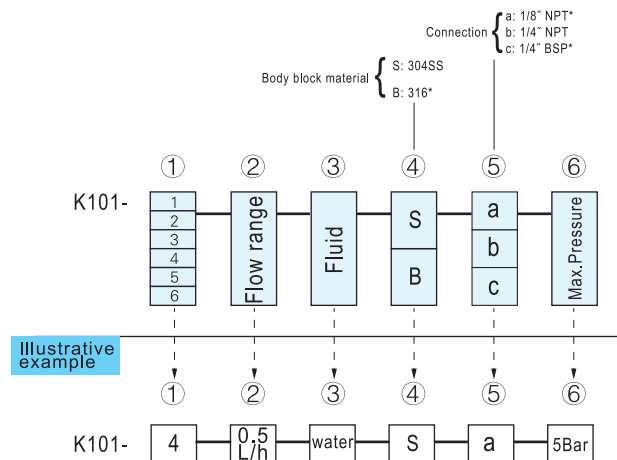 a: 1/8˝ NPT*
Connection { b: 1/4˝ NPT
c: 1/4˝ BSP*
S: 304SS
Body block material {
B: 316*
① ② ③ ④ ⑤ ⑥
K101-
1
2
3
4
5
6
Flow range
Fluid
S
B
a
b
c
Max.Pressure
Illustrative
example
① ② ③ ④ ⑤ ⑥
K101- 4 0.5 L/h water S a 5Bar